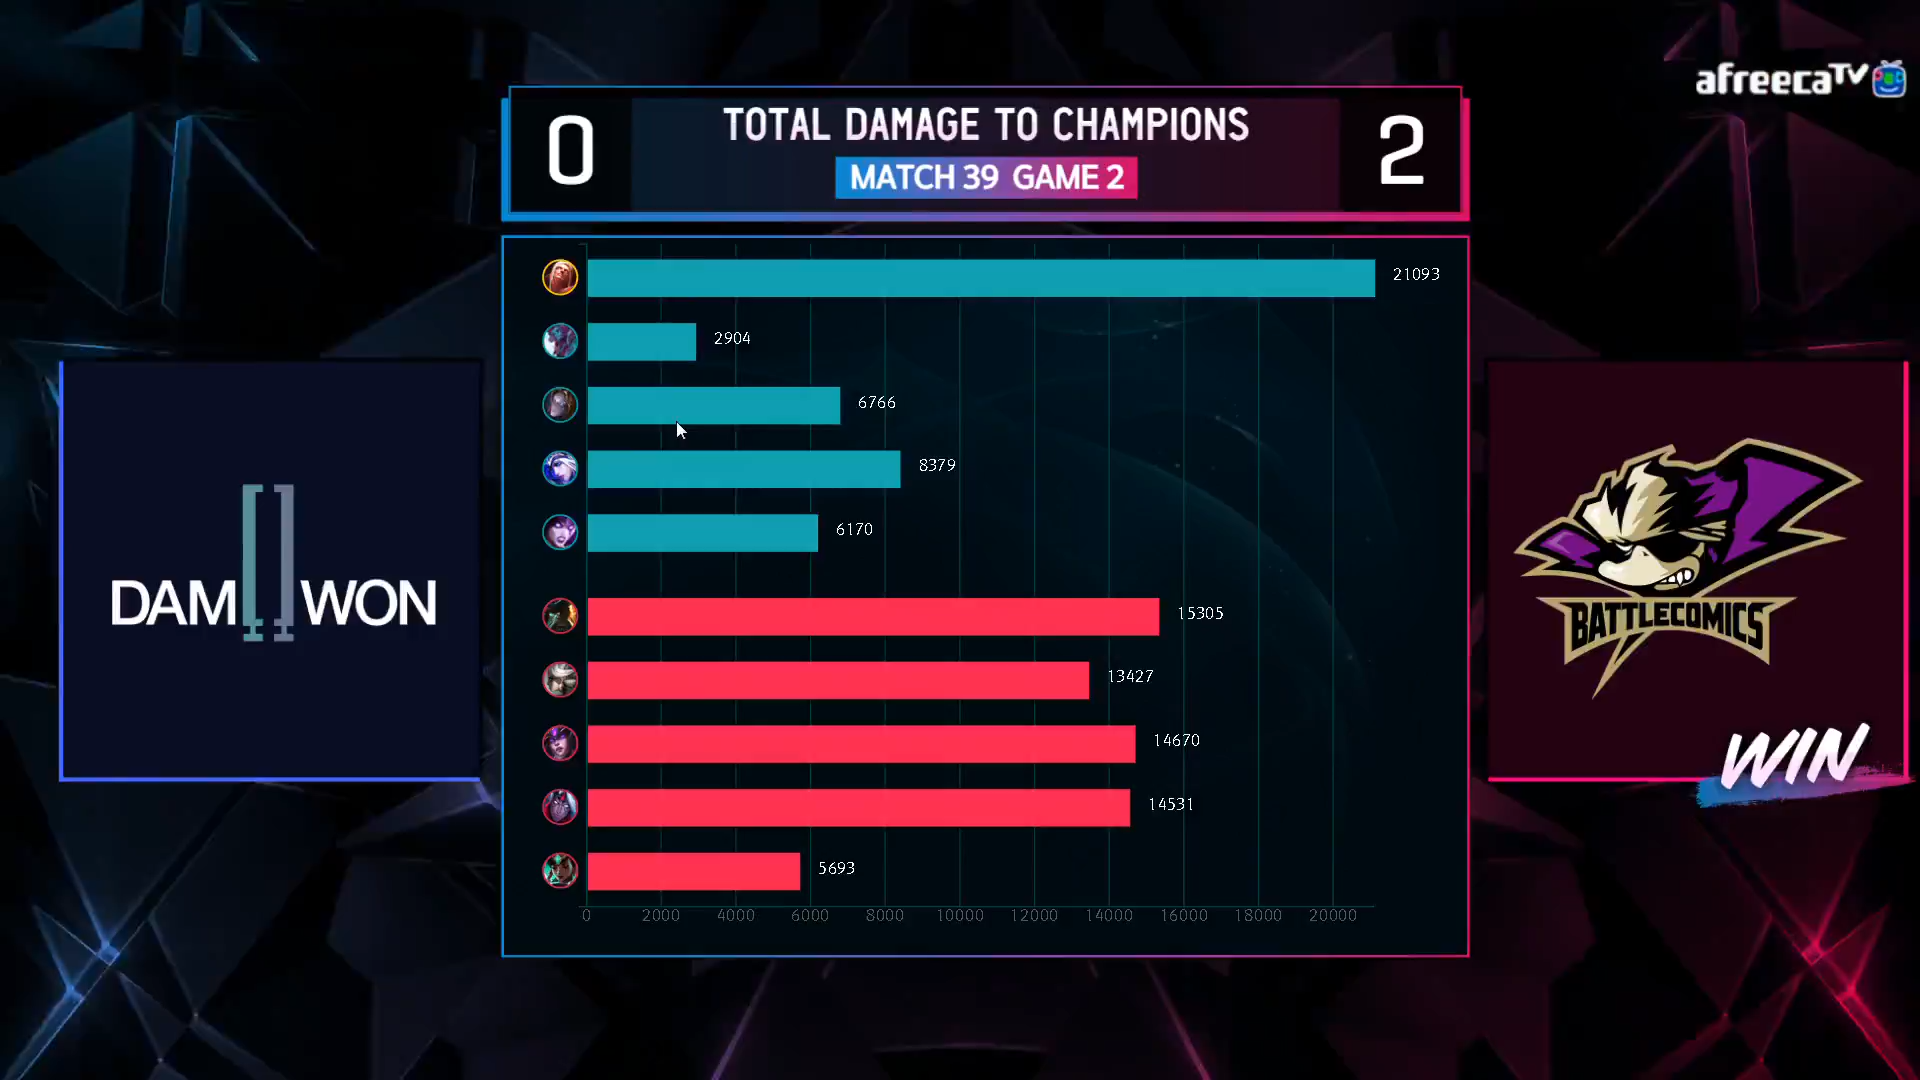 afreecaTV
0
TOTAL DAMAGE TO CHAMPIONS
2
MATCH 39 GAME 2
21093
2904
6766
8379
6170
15305
13427
14670
14531
5693
0 2000 4000 6000 8000 10000 12000 14000 16000 18000 20000
DAMWON
BATTLECOMICS
WIN